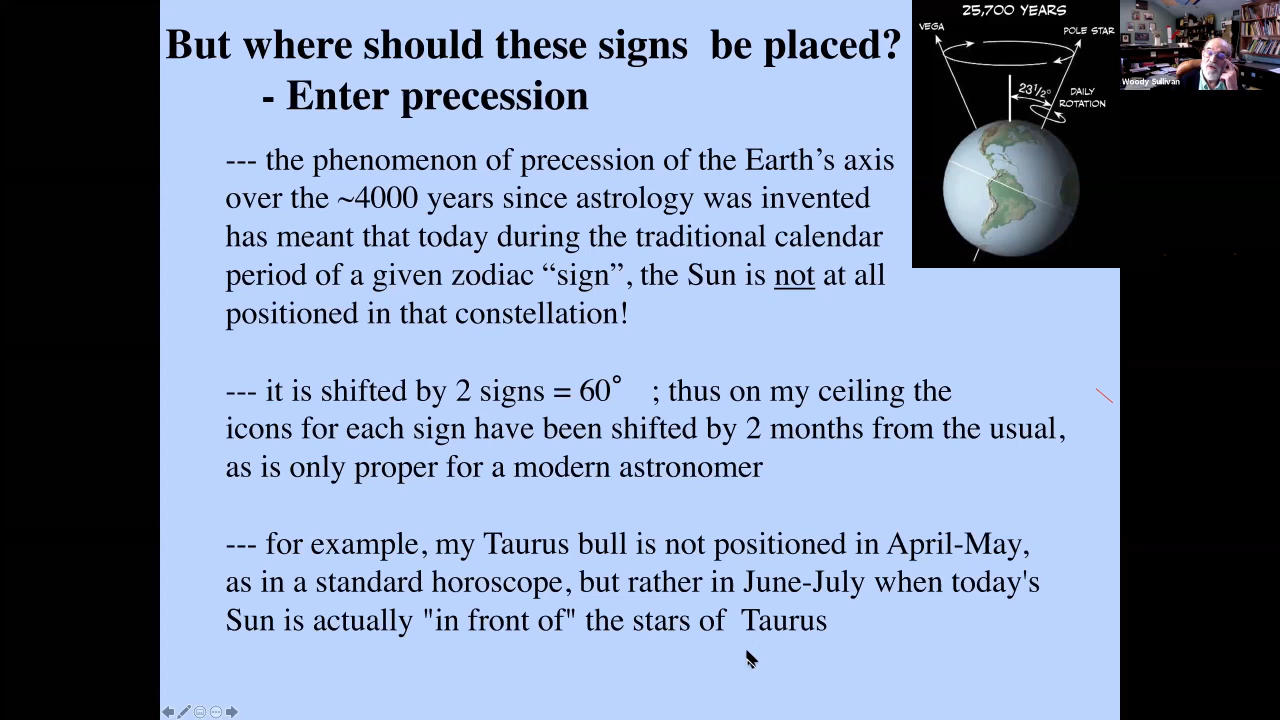 But where should these signs  be placed?
- Enter precession
--- the phenomenon of precession of the Earth’s axis
over the ~4000 years since astrology was invented
has meant that today during the traditional calendar
period of a given zodiac “sign”, the Sun is not at all
positioned in that constellation!
--- it is shifted by 2 signs = 60°   ; thus on my ceiling the
icons for each sign have been shifted by 2 months from the usual,
as is only proper for a modern astronomer
--- for example, my Taurus bull is not positioned in April-May,
as in a standard horoscope, but rather in June-July when today's
Sun is actually "in front of" the stars of  Taurus
25,700 YEARS
VEGA
POLE STAR
23 1/2°
DAILY
ROTATION
Woody Sullivan